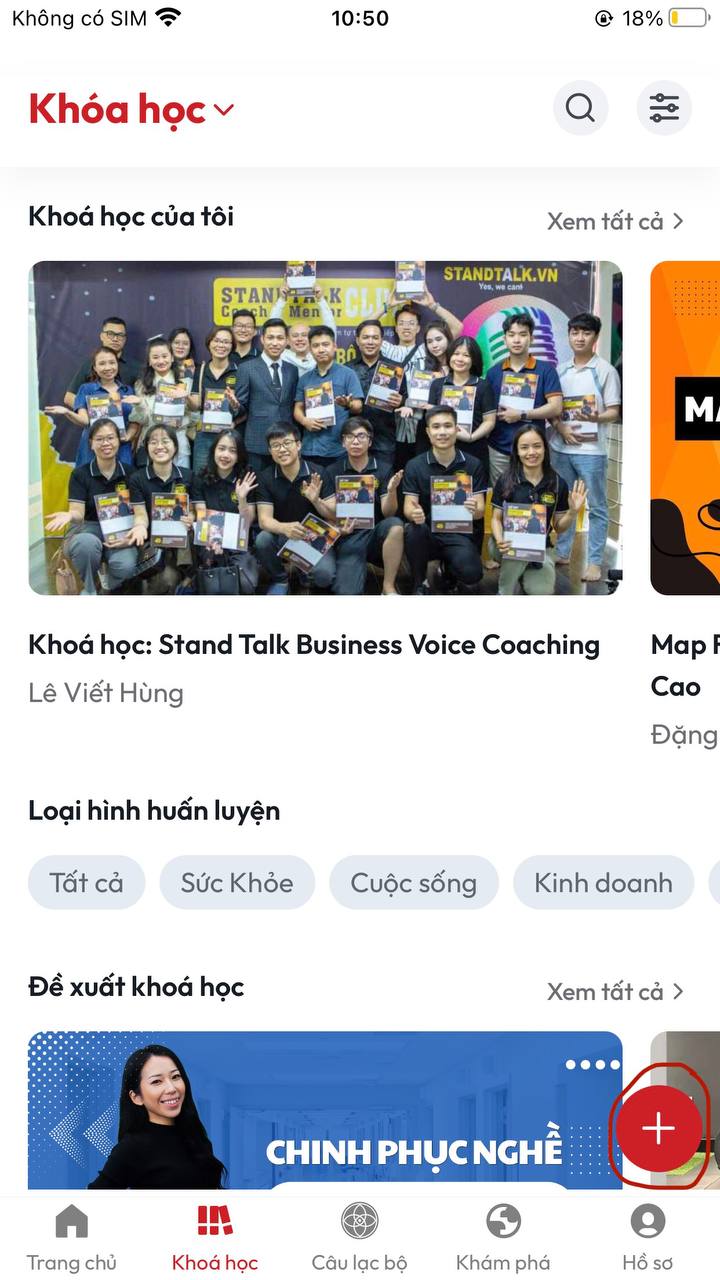 Không có SIM 10:50 18%
Khóa học
Khoá học của tôi Xem tất cả
STANDTALK.VN
Yes, we can!
Coach Mentor
CLU
MA
Khoá học: Stand Talk Business Voice Coaching
Lê Viết Hùng
Map
Cao
Đặng
Loại hình huấn luyện
Tất cả Sức Khỏe Cuộc sống Kinh doanh
Đề xuất khoá học Xem tất cả
CHINH PHỤC NGHỀ
Trang chủ Khoá học Câu lạc bộ Khám phá Hồ sơ